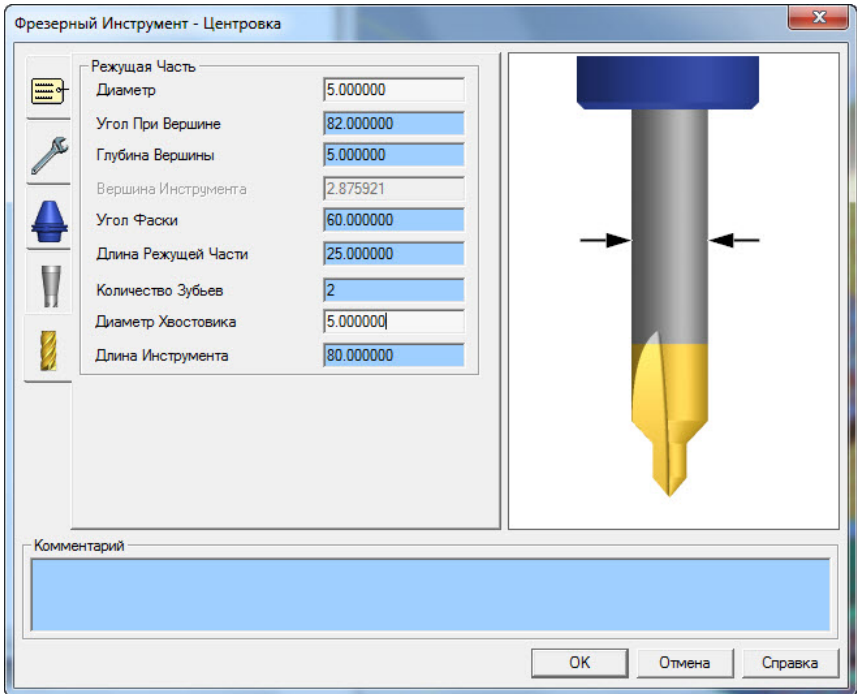 Фрезерный Инструмент - Центровка
Режущая Часть
Диаметр 5.000000
Угол При Вершине 82.000000
Глубина Вершины 5.000000
Вершина Инструмента 2.875921
Угол Фаски 60.000000
Длина Режущей Части 25.000000
Количество Зубьев 2
Диаметр Хвостовика 5.000000
Длина Инструмента 80.000000
Комментарий
OK Отмена Справка